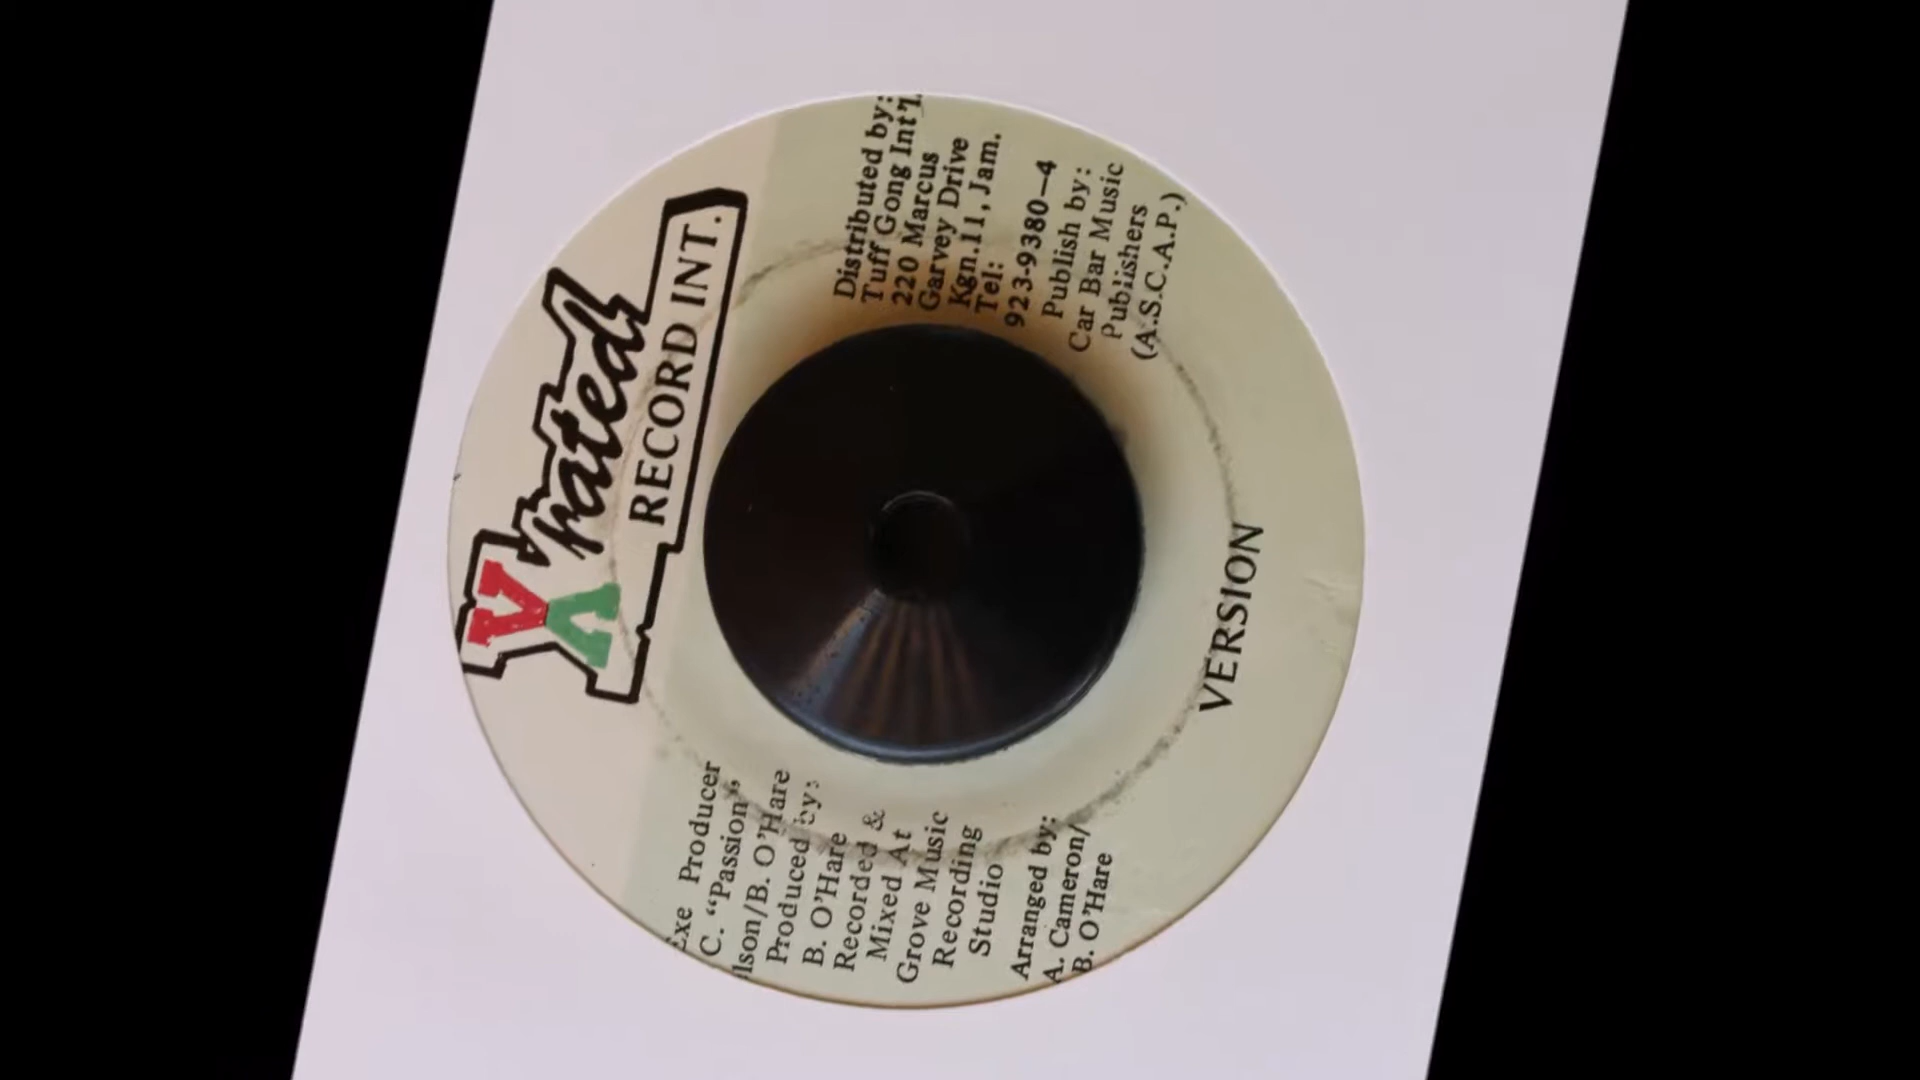 X rated
RECORD INT.
Exe Producer
C. “Passion”
lson/B. O’Hare
Produced by:
B. O’Hare
Recorded &
Mixed At
Grove Music
Recording
Studio
Arranged by:
A. Cameron/
B. O’Hare
Distributed by:
Tuff Gong Int’l.
220 Marcus
Garvey Drive
Kgn.11, Jam.
Tel:
923-9380-4
Publish by:
Car Bar Music
Publishers
(A.S.C.A.P.)
VERSION